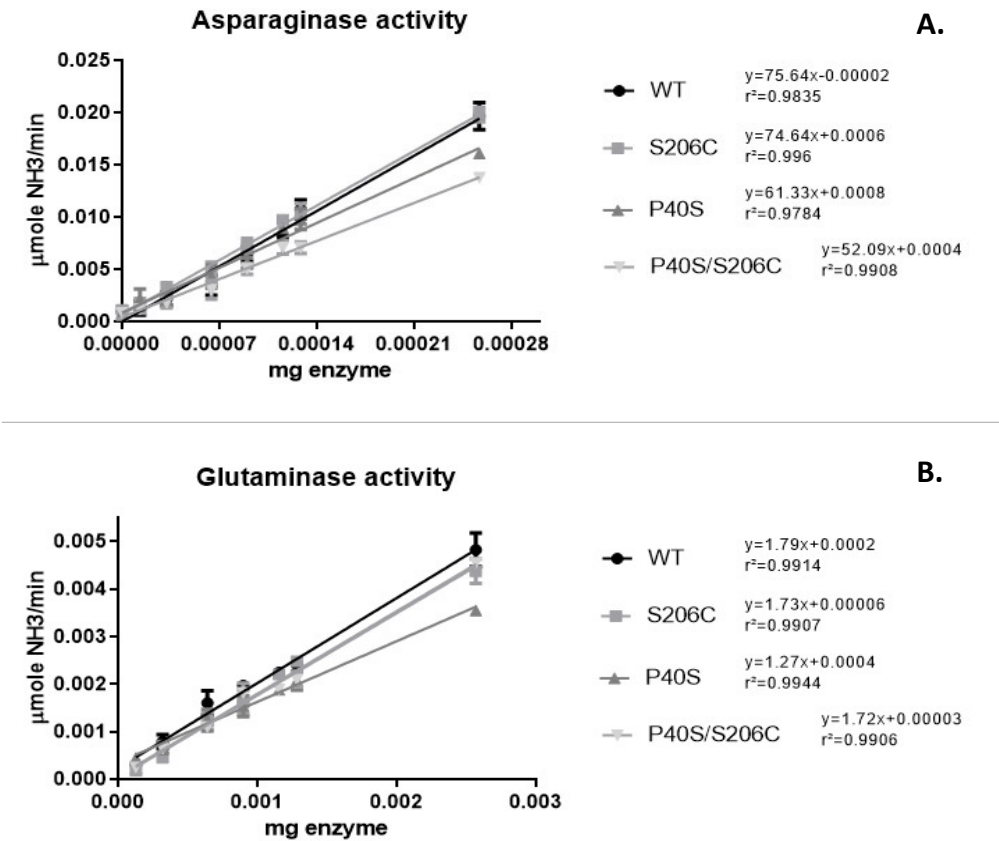 Asparaginase activity
A.
0.025
0.020
0.015
0.010
0.005
0.000
µmole NH3/min
0.00000 0.00007 0.00014 0.00021 0.00028
mg enzyme
WT
y=75.64x-0.00002
r²=0.9835
S206C
y=74.64x+0.0006
r²=0.996
P40S
y=61.33x+0.0008
r²=0.9784
P40S/S206C
y=52.09x+0.0004
r²=0.9908
Glutaminase activity
B.
0.005
0.004
0.003
0.002
0.001
0.000
µmole NH3/min
0.000 0.001 0.002 0.003
mg enzyme
WT
y=1.79x+0.0002
r²=0.9914
S206C
y=1.73x+0.00006
r²=0.9907
P40S
y=1.27x+0.0004
r²=0.9944
P40S/S206C
y=1.72x+0.00003
r²=0.9906